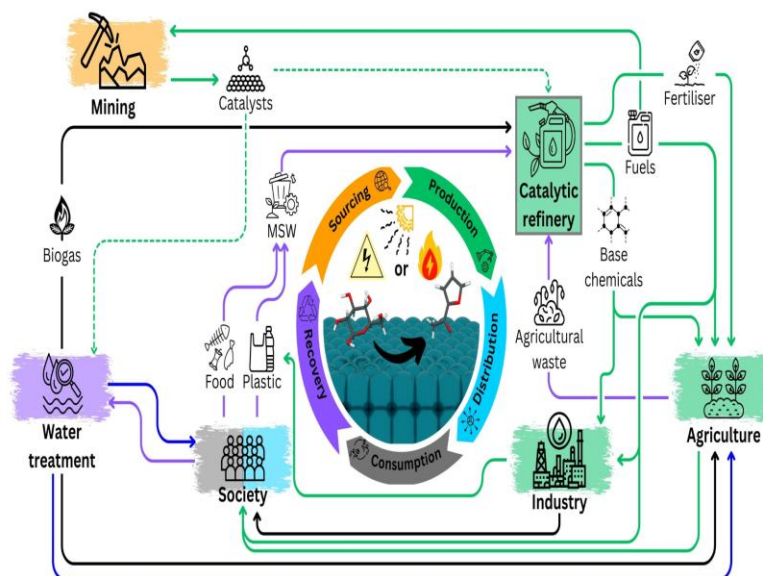 Mining
Catalysts
Fertiliser
Fuels
Catalytic
refinery
Sourcing
Production
MSW
Biogas
or
Base
chemicals
Recovery
Distribution
Agricultural
waste
Food
Plastic
Water
treatment
Society
Consumption
Industry
Agriculture